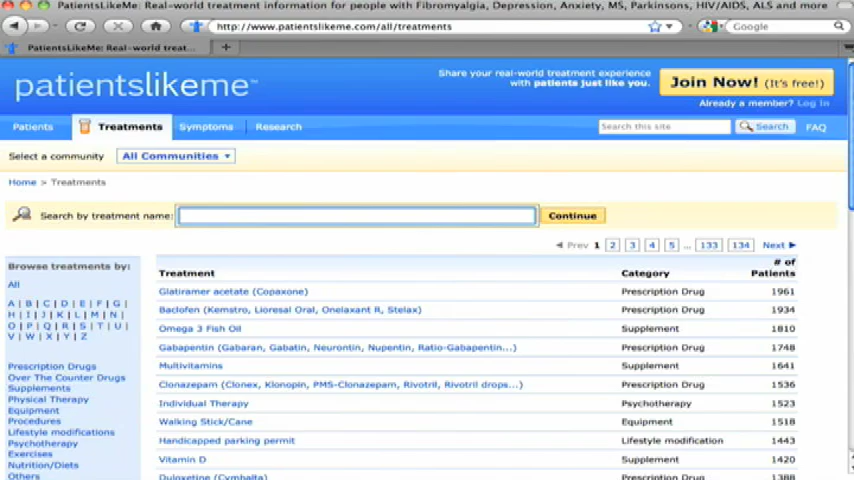 PatientsLikeMe: Real-world treatment information for people with Fibromyalgia, Depression, Anxiety, MS, Parkinsons, HIV/AIDS, ALS and more
http://www.patientslikeme.com/all/treatments
Google
PatientsLikeMe: Real-world treat...
patientslikeme™
Share your real-world treatment experience
with patients just like you.
Join Now! (It's free!)
Already a member? Log In
Patients
Treatments
Symptoms
Research
Search this site
Search
FAQ
Select a community
All Communities
Home > Treatments
Search by treatment name:
Continue
Prev 1 2 3 4 5 ... 133 134 Next
Browse treatments by:
All
A | B | C | D | E | F | G |
H | I | J | K | L | M | N |
O | P | Q | R | S | T | U |
V | W | X | Y | Z
Prescription Drugs
Over The Counter Drugs
Supplements
Physical Therapy
Equipment
Procedures
Lifestyle modifications
Psychotherapy
Exercises
Nutrition/Diets
Others
Treatment Category # of Patients
Glatiramer acetate (Copaxone) Prescription Drug 1961
Baclofen (Kemstro, Lioresal Oral, Onelaxant R, Stelax) Prescription Drug 1934
Omega 3 Fish Oil Supplement 1810
Gabapentin (Gabaran, Gabatin, Neurontin, Nupentin, Ratio-Gabapentin...) Prescription Drug 1748
Multivitamins Supplement 1641
Clonazepam (Clonex, Klonopin, PMS-Clonazepam, Rivotril, Rivotril drops...) Prescription Drug 1536
Individual Therapy Psychotherapy 1523
Walking Stick/Cane Equipment 1518
Handicapped parking permit Lifestyle modification 1443
Vitamin D Supplement 1420
Duloxetine (Cymbalta) Prescription Drug 1388